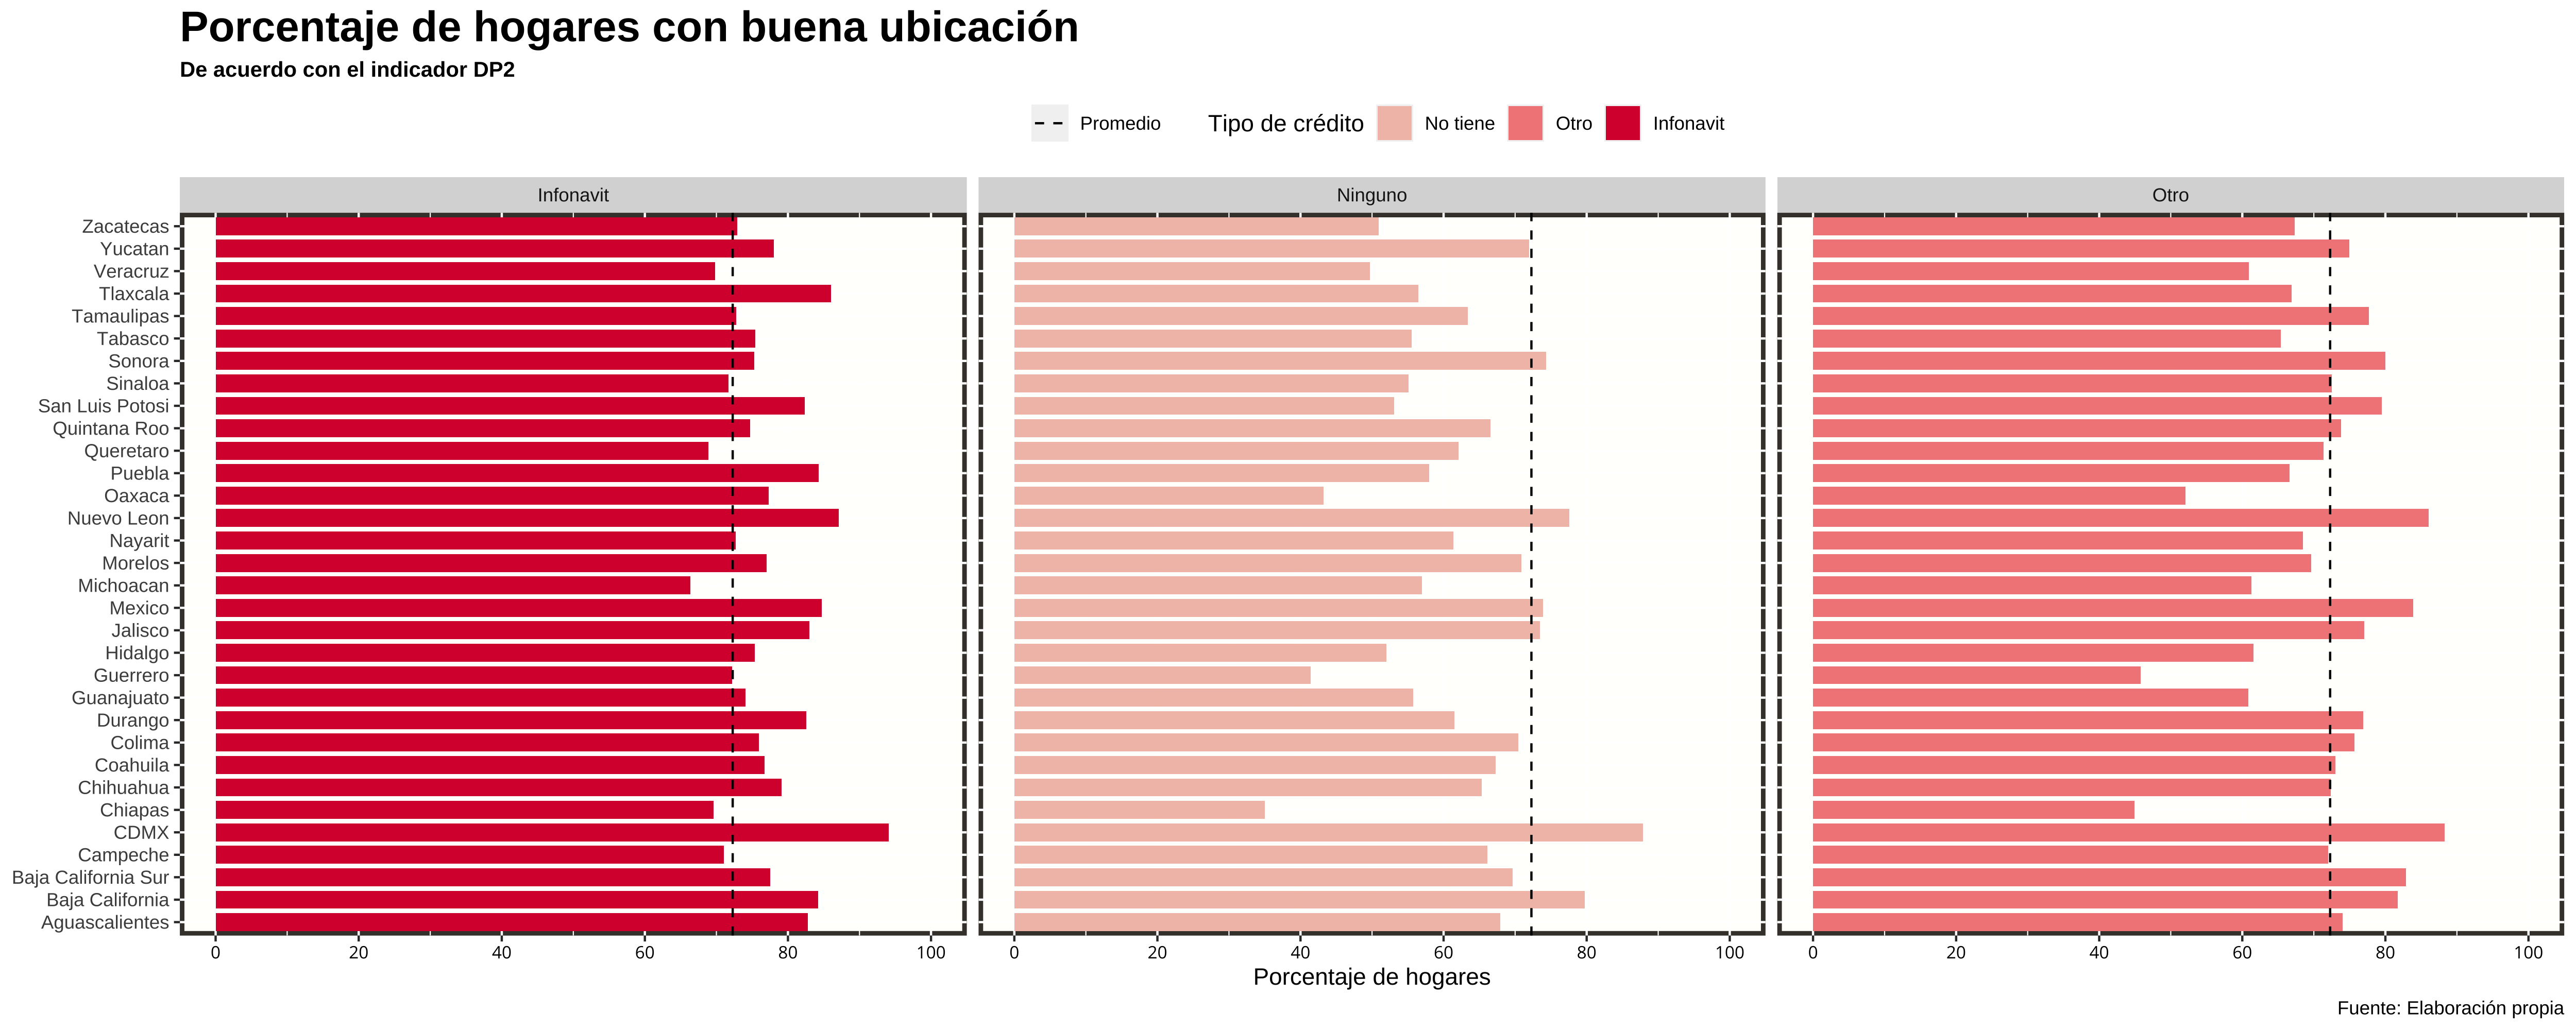 Porcentaje de hogares con buena ubicación
De acuerdo con el indicador DP2
Promedio Tipo de crédito No tiene Otro Infonavit
Infonavit Ninguno Otro
Zacatecas
Yucatan
Veracruz
Tlaxcala
Tamaulipas
Tabasco
Sonora
Sinaloa
San Luis Potosi
Quintana Roo
Queretaro
Puebla
Oaxaca
Nuevo Leon
Nayarit
Morelos
Michoacan
Mexico
Jalisco
Hidalgo
Guerrero
Guanajuato
Durango
Colima
Coahuila
Chihuahua
Chiapas
CDMX
Campeche
Baja California Sur
Baja California
Aguascalientes
0 20 40 60 80 100 0 20 40 60 80 100 0 20 40 60 80 100
Porcentaje de hogares
Fuente: Elaboración propia